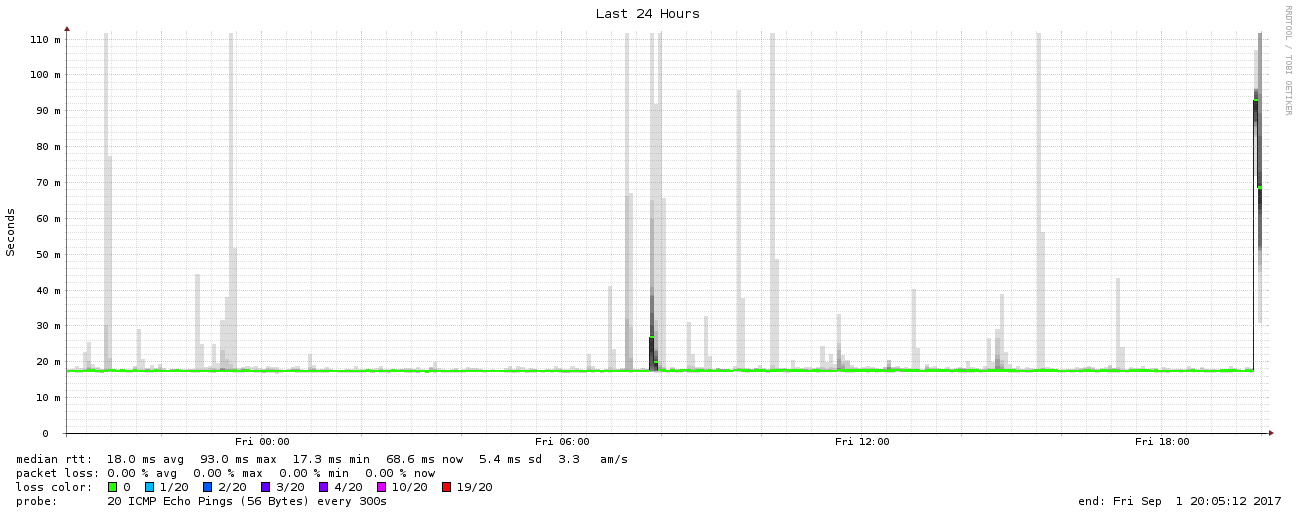 Last 24 Hours
RRDTOOL / TOBI OETIKER
Seconds
110 m
100 m
90 m
80 m
70 m
60 m
50 m
40 m
30 m
20 m
10 m
0
Fri 00:00 Fri 06:00 Fri 12:00 Fri 18:00
median rtt: 18.0 ms avg 93.0 ms max 17.3 ms min 68.6 ms now 5.4 ms sd 3.3 am/s
packet loss: 0.00 % avg 0.00 % max 0.00 % min 0.00 % now
loss color: 0 1/20 2/20 3/20 4/20 10/20 19/20
probe: 20 ICMP Echo Pings (56 Bytes) every 300s end: Fri Sep 1 20:05:12 2017